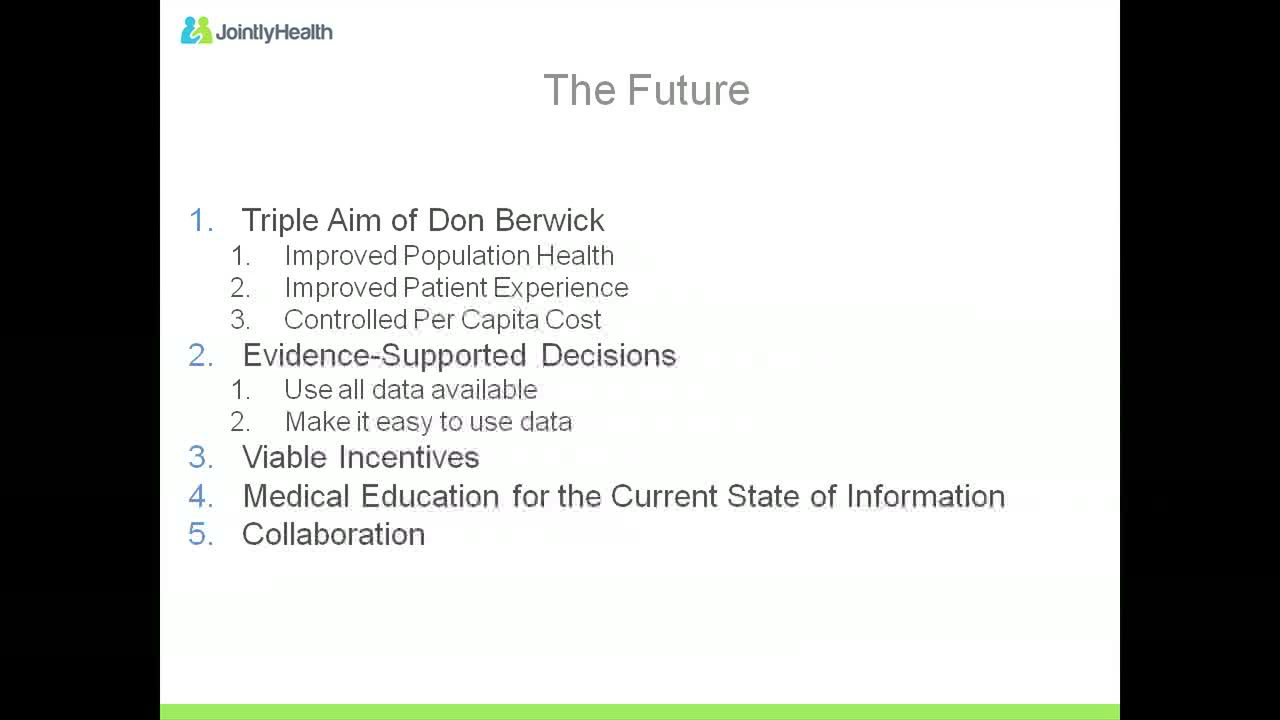 JointlyHealth
The Future
1. Triple Aim of Don Berwick
1. Improved Population Health
2. Improved Patient Experience
3. Controlled Per Capita Cost
2. Evidence-Supported Decisions
1. Use all data available
2. Make it easy to use data
3. Viable Incentives
4. Medical Education for the Current State of Information
5. Collaboration